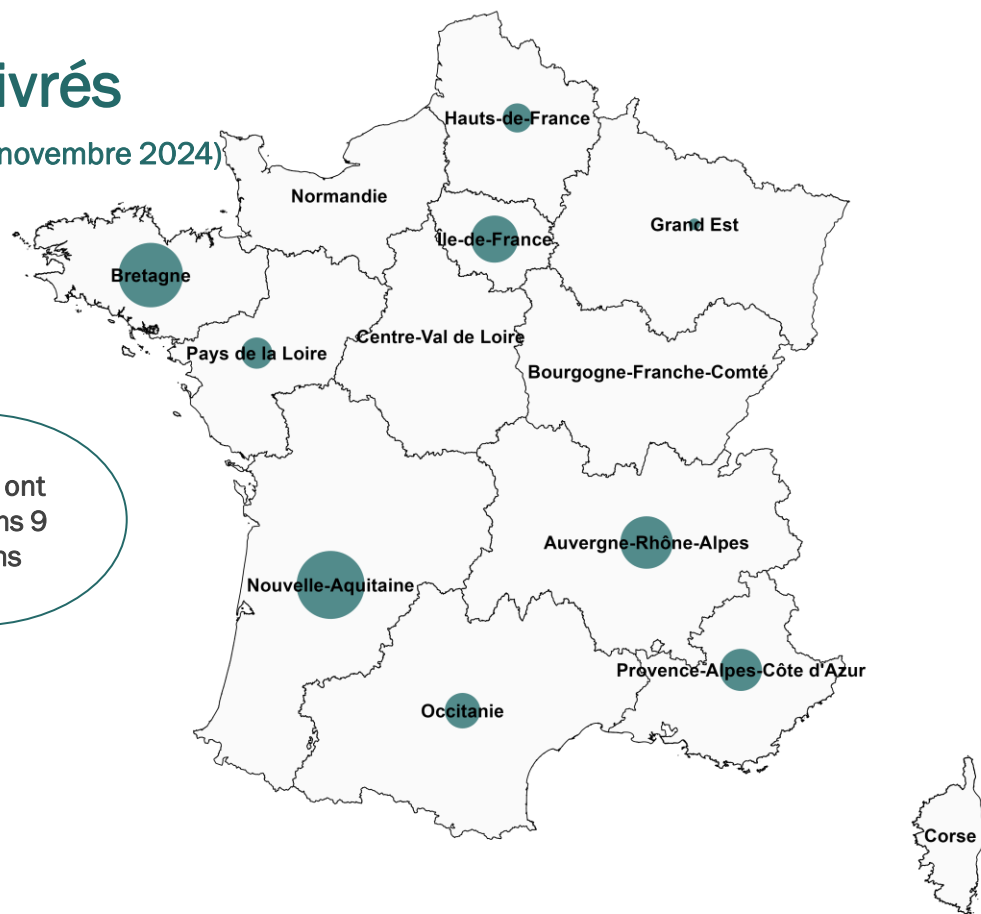 ivrés
novembre 2024)
Hauts-de-France
Normandie
Grand Est
Île-de-France
Bretagne
Centre-Val de Loire
Pays de la Loire
Bourgogne-Franche-Comté
ont
ns 9
ns
Auvergne-Rhône-Alpes
Nouvelle-Aquitaine
Provence-Alpes-Côte d'Azur
Occitanie
Corse